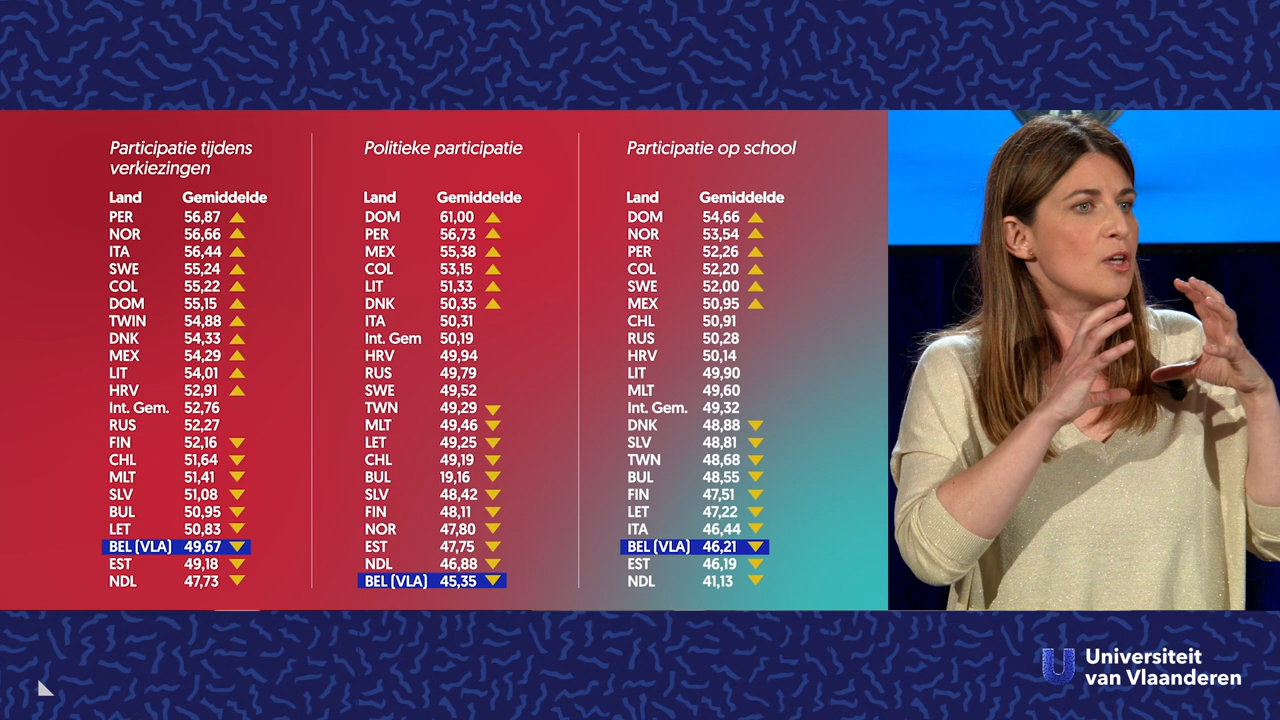 Participatie tijdens
verkiezingen
Land Gemiddelde
PER 56,87
NOR 56,66
ITA 56,44
SWE 55,24
COL 55,22
DOM 55,15
TWIN 54,88
DNK 54,33
MEX 54,29
LIT 54,01
HRV 52,91
Int. Gem. 52,76
RUS 52,27
FIN 52,16
CHL 51,64
MLT 51,41
SLV 51,08
BUL 50,95
LET 50,83
BEL (VLA) 49,67
EST 49,18
NDL 47,73
Politieke participatie
Land Gemiddelde
DOM 61,00
PER 56,73
MEX 55,38
COL 53,15
LIT 51,33
DNK 50,35
ITA 50,31
Int. Gem 50,19
HRV 49,94
RUS 49,79
SWE 49,52
TWN 49,29
MLT 49,46
LET 49,25
CHL 49,19
BUL 19,16
SLV 48,42
FIN 48,11
NOR 47,80
EST 47,75
NDL 46,88
BEL (VLA) 45,35
Participatie op school
Land Gemiddelde
DOM 54,66
NOR 53,54
PER 52,26
COL 52,20
SWE 52,00
MEX 50,95
CHL 50,91
RUS 50,28
HRV 50,14
LIT 49,90
MLT 49,60
Int. Gem. 49,32
DNK 48,88
SLV 48,81
TWN 48,68
BUL 48,55
FIN 47,51
LET 47,22
ITA 46,44
BEL (VLA) 46,21
EST 46,19
NDL 41,13
Universiteit
van Vlaanderen